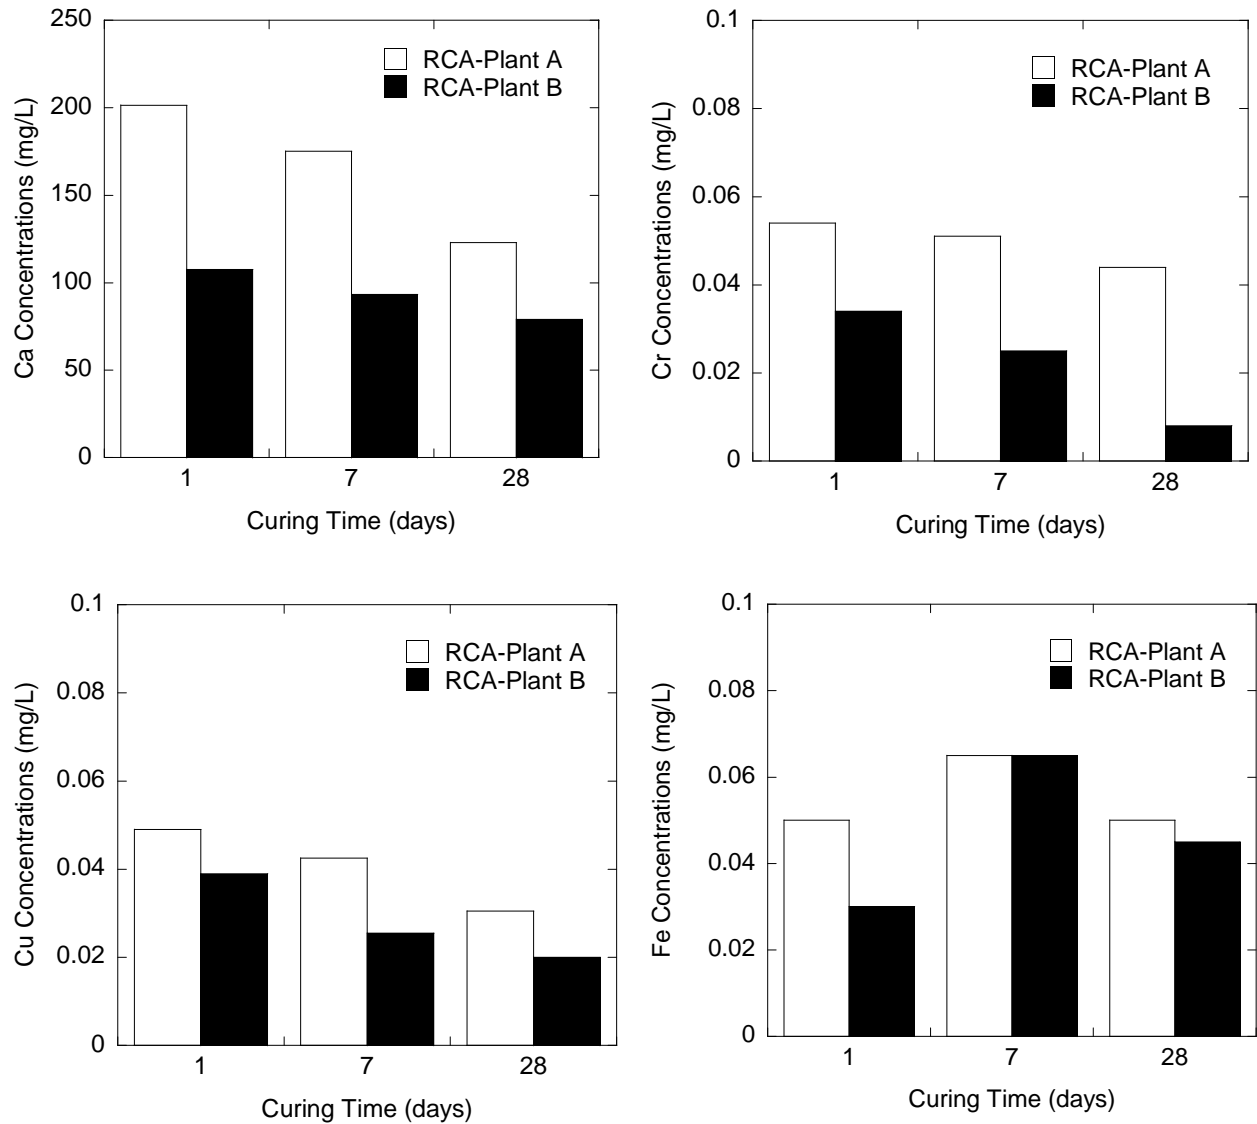 250
200
150
100
50
0
Ca Concentrations (mg/L)
RCA-Plant A
RCA-Plant B
1 7 28
Curing Time (days)
0.1
0.08
0.06
0.04
0.02
0
Cr Concentrations (mg/L)
RCA-Plant A
RCA-Plant B
1 7 28
Curing Time (days)
0.1
0.08
0.06
0.04
0.02
0
Cu Concentrations (mg/L)
RCA-Plant A
RCA-Plant B
1 7 28
Curing Time (days)
0.1
0.08
0.06
0.04
0.02
0
Fe Concentrations (mg/L)
RCA-Plant A
RCA-Plant B
1 7 28
Curing Time (days)